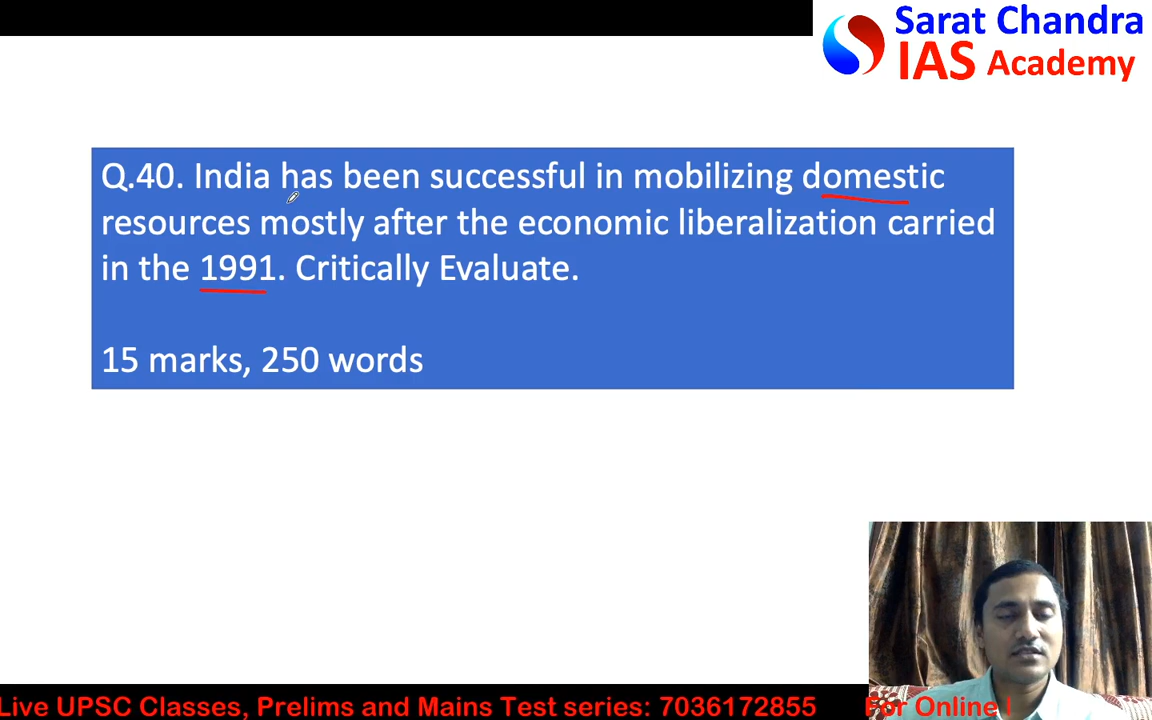 Sarat Chandra
IAS Academy
Q.40. India has been successful in mobilizing domestic
resources mostly after the economic liberalization carried
in the 1991. Critically Evaluate.
15 marks, 250 words
Live UPSC Classes, Prelims and Mains Test series: 7036172855 For Online !